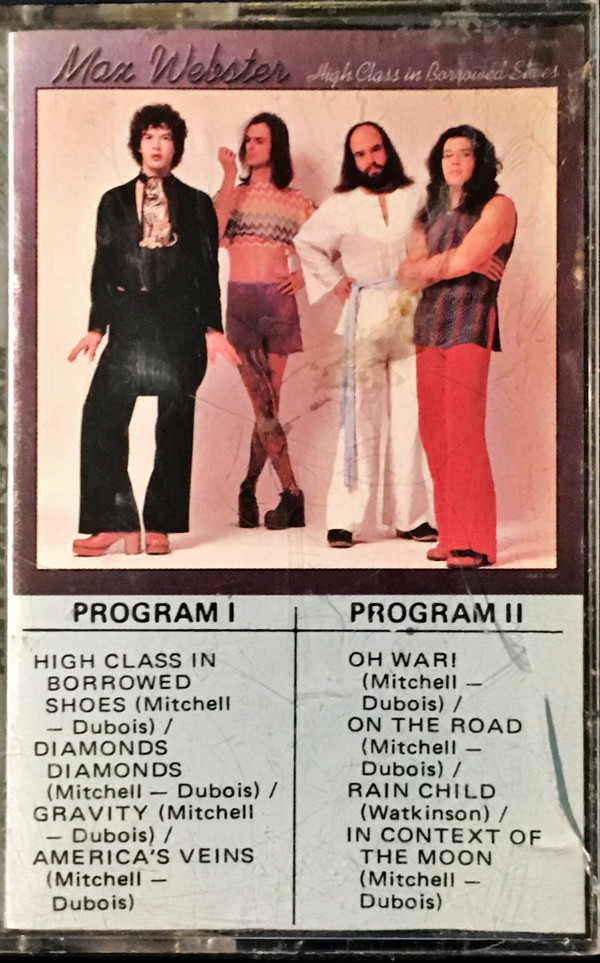 Max Webster High Class in Borrowed Shoes
PROGRAM I
HIGH CLASS IN
BORROWED
SHOES (Mitchell
— Dubois) /
DIAMONDS
DIAMONDS
(Mitchell — Dubois) /
GRAVITY (Mitchell
— Dubois) /
AMERICA'S VEINS
(Mitchell —
Dubois)
PROGRAM II
OH WAR!
(Mitchell —
Dubois) /
ON THE ROAD
(Mitchell —
Dubois) /
RAIN CHILD
(Watkinson) /
IN CONTEXT OF
THE MOON
(Mitchell —
Dubois)